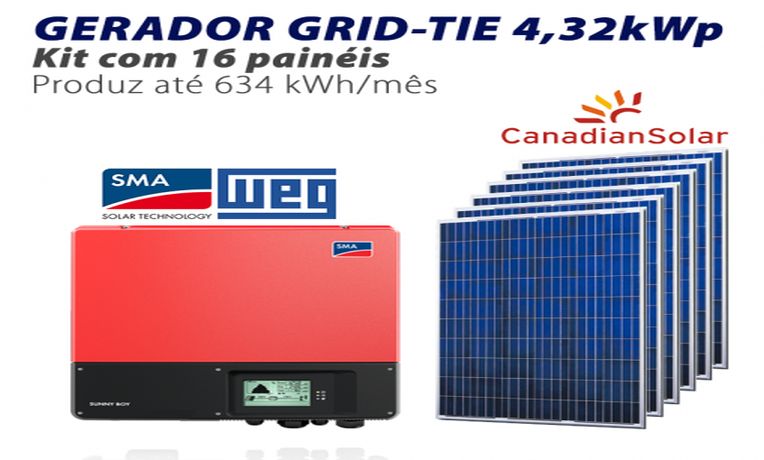 GERADOR GRID-TIE 4,32kWp
Kit com 16 painéis
Produz até 634 kWh/mês
CanadianSolar
SMA
SOLAR TECHNOLOGY
WEG
SMA
SUNNY BOY